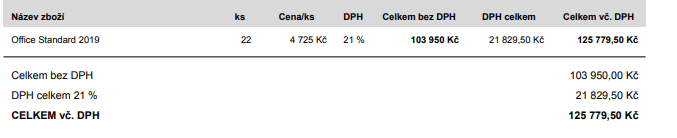 Název zboží ks Cena/ks DPH Celkem bez DPH DPH celkem Celkem vč. DPH
Office Standard 2019 22 4 725 Kč 21 % 103 950 Kč 21 829,50 Kč 125 779,50 Kč
Celkem bez DPH 103 950,00 Kč
DPH celkem 21 % 21 829,50 Kč
CELKEM vč. DPH 125 779,50 Kč